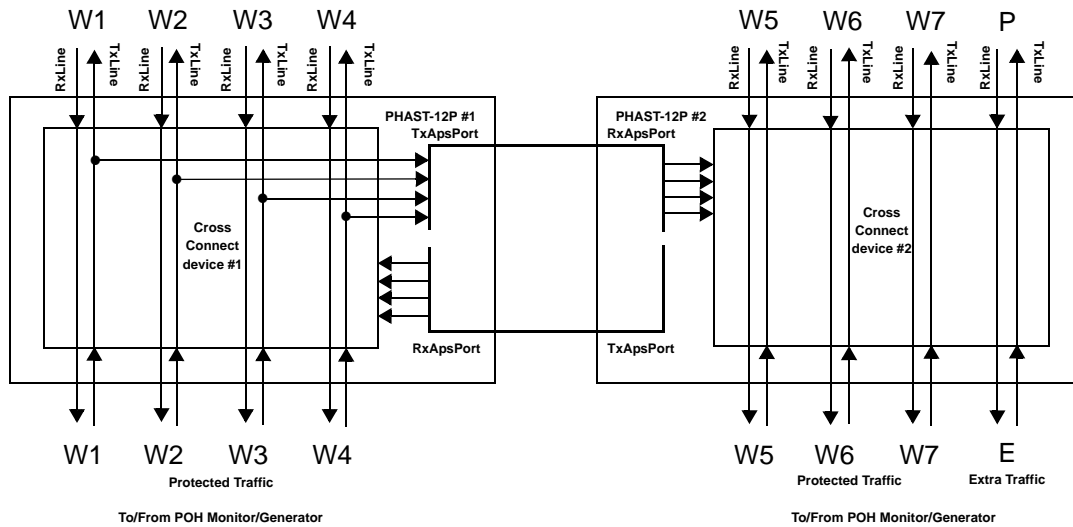 W1 W2 W3 W4 W5 W6 W7 P
RxLine TxLine RxLine TxLine RxLine TxLine RxLine TxLine RxLine TxLine RxLine TxLine RxLine TxLine RxLine TxLine
PHAST-12P #1 PHAST-12P #2
TxApsPort RxApsPort
Cross Cross
Connect Connect
device #1 device #2
RxApsPort TxApsPort
W1 W2 W3 W4 W5 W6 W7 E
Protected Traffic Protected Traffic Extra Traffic
To/From POH Monitor/Generator To/From POH Monitor/Generator